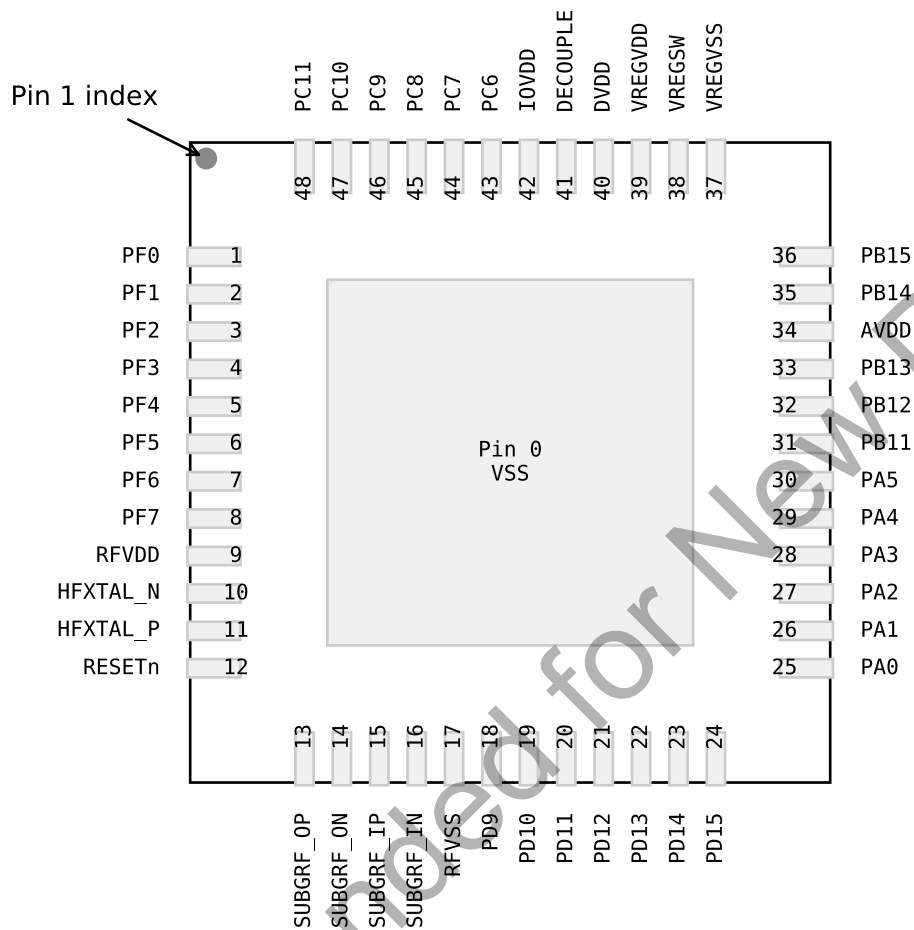 Pin 1 index
PC11
PC10
PC9
PC8
PC7
PC6
IOVDD
DECOUPLE
DVDD
VREGVDD
VREGSW
VREGVSS
48
47
46
45
44
43
42
41
40
39
38
37
PF0 1
PF1 2
PF2 3
PF3 4
PF4 5
PF5 6
PF6 7
PF7 8
RFVDD 9
HFXTAL_N 10
HFXTAL_P 11
RESETn 12
Pin 0
VSS
36 PB15
35 PB14
34 AVDD
33 PB13
32 PB12
31 PB11
30 PA5
29 PA4
28 PA3
27 PA2
26 PA1
25 PA0
13
14
15
16
17
18
19
20
21
22
23
24
SUBGRF_OP
SUBGRF_ON
SUBGRF_IP
SUBGRF_IN
RFVSS
PD9
PD10
PD11
PD12
PD13
PD14
PD15
nded for New D